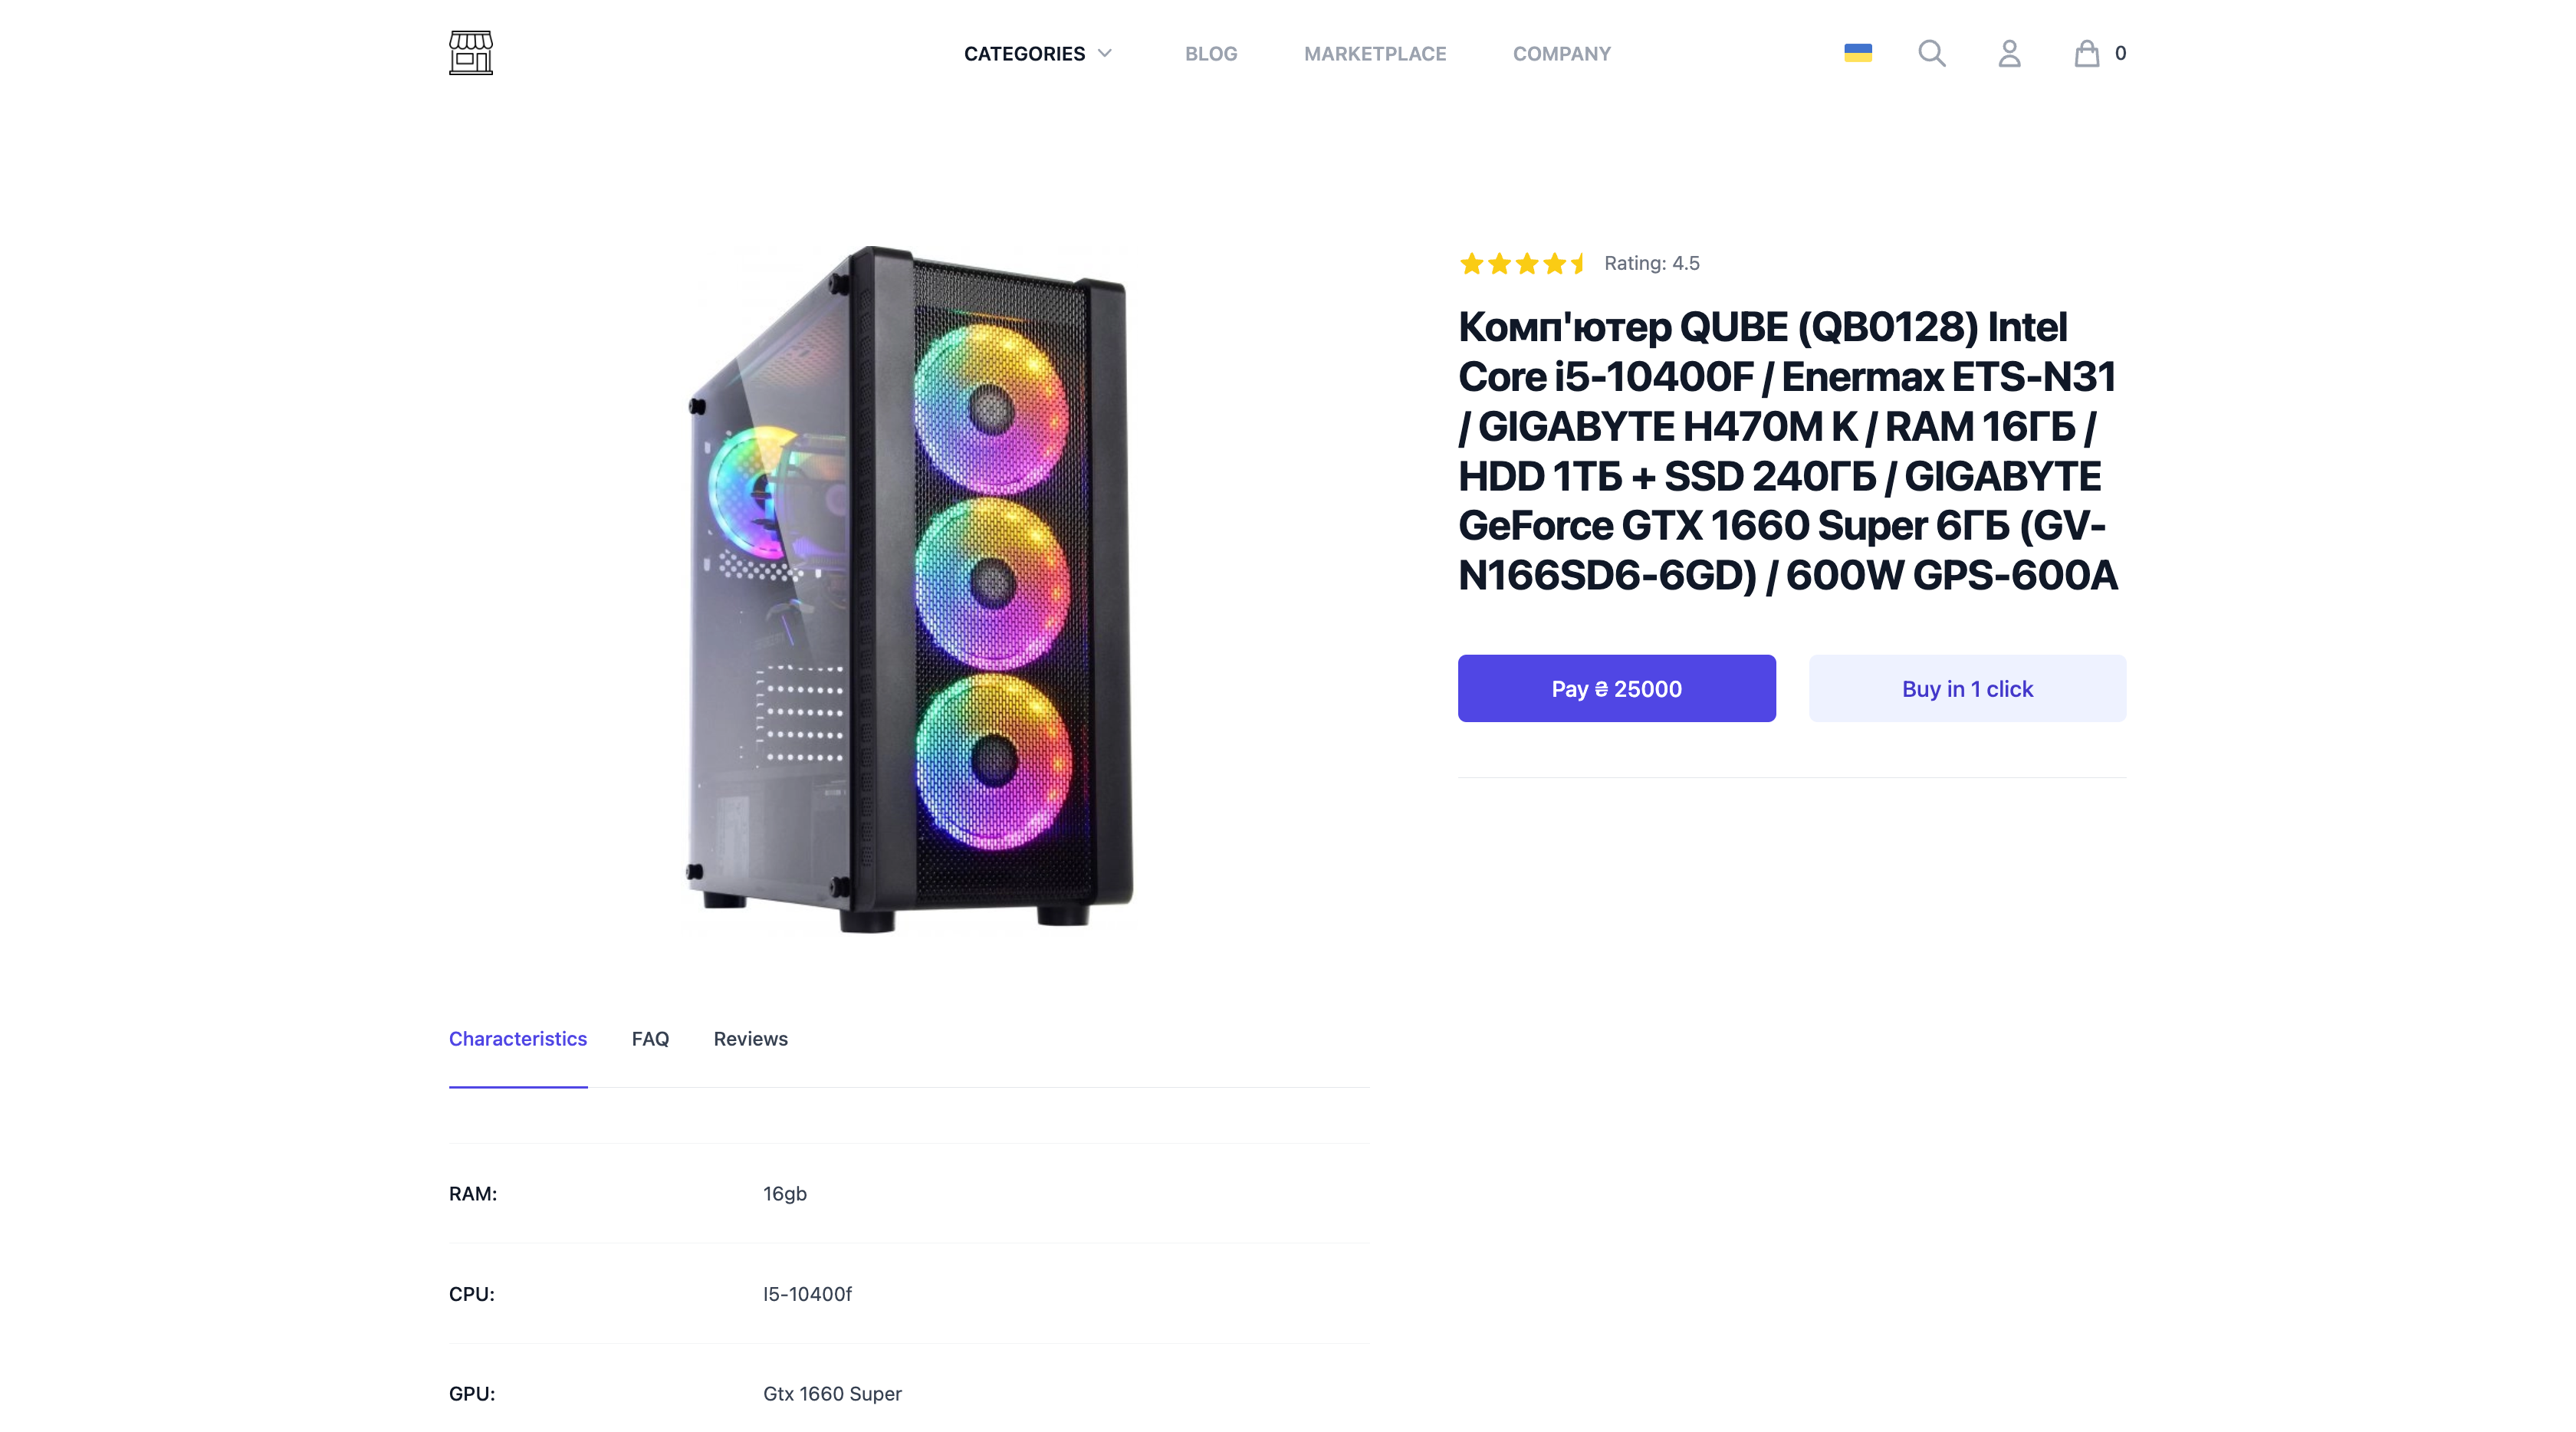 CATEGORIES
BLOG
MARKETPLACE
COMPANY
0
Rating: 4.5
Комп'ютер QUBE (QB0128) Intel
Core i5-10400F / Enermax ETS-N31
/ GIGABYTE H470M K / RAM 16ГБ /
HDD 1ТБ + SSD 240ГБ / GIGABYTE
GeForce GTX 1660 Super 6ГБ (GV-
N166SD6-6GD) / 600W GPS-600A
Pay ₴ 25000
Buy in 1 click
Characteristics
FAQ
Reviews
RAM:
16gb
CPU:
I5-10400f
GPU:
Gtx 1660 Super